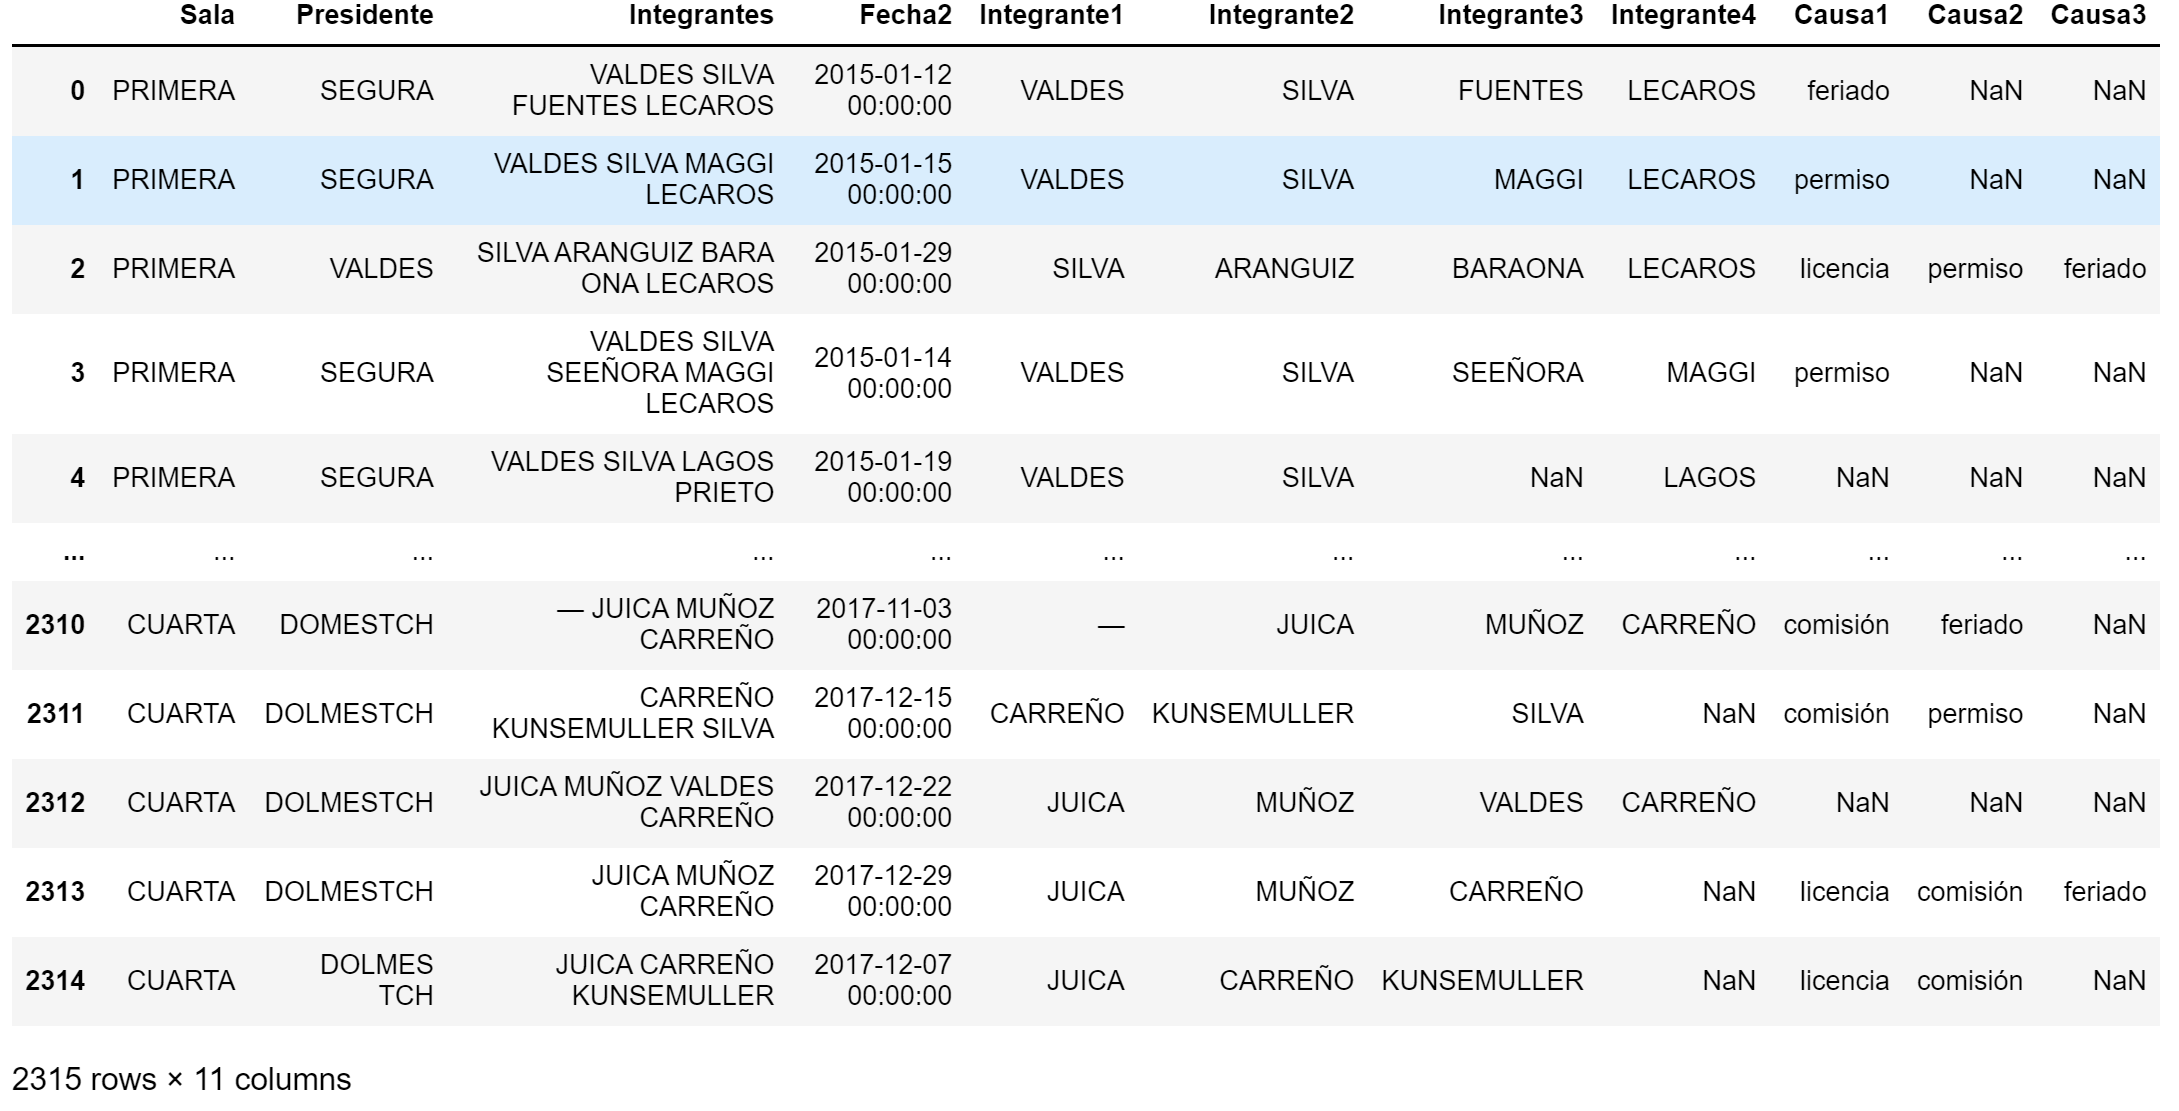 Sala Presidente Integrantes Fecha2 Integrante1 Integrante2 Integrante3 Integrante4 Causa1 Causa2 Causa3
0 PRIMERA SEGURA VALDES SILVA FUENTES LECAROS 2015-01-12 00:00:00 VALDES SILVA FUENTES LECAROS feriado NaN NaN
1 PRIMERA SEGURA VALDES SILVA MAGGI LECAROS 2015-01-15 00:00:00 VALDES SILVA MAGGI LECAROS permiso NaN NaN
2 PRIMERA VALDES SILVA ARANGUIZ BARA ONA LECAROS 2015-01-29 00:00:00 SILVA ARANGUIZ BARAONA LECAROS licencia permiso feriado
3 PRIMERA SEGURA VALDES SILVA SEEÑORA MAGGI LECAROS 2015-01-14 00:00:00 VALDES SILVA SEEÑORA MAGGI permiso NaN NaN
4 PRIMERA SEGURA VALDES SILVA LAGOS PRIETO 2015-01-19 00:00:00 VALDES SILVA NaN LAGOS NaN NaN NaN
... ... ... ... ... ... ... ... ... ... ... ...
2310 CUARTA DOMESTCH — JUICA MUÑOZ CARREÑO 2017-11-03 00:00:00 — JUICA MUÑOZ CARREÑO comisión feriado NaN
2311 CUARTA DOLMESTCH CARREÑO KUNSEMULLER SILVA 2017-12-15 00:00:00 CARREÑO KUNSEMULLER SILVA NaN comisión permiso NaN
2312 CUARTA DOLMESTCH JUICA MUÑOZ VALDES CARREÑO 2017-12-22 00:00:00 JUICA MUÑOZ VALDES CARREÑO NaN NaN NaN
2313 CUARTA DOLMESTCH JUICA MUÑOZ CARREÑO 2017-12-29 00:00:00 JUICA MUÑOZ CARREÑO NaN licencia comisión feriado
2314 CUARTA DOLMES TCH JUICA CARREÑO KUNSEMULLER 2017-12-07 00:00:00 JUICA CARREÑO KUNSEMULLER NaN licencia comisión NaN
2315 rows × 11 columns